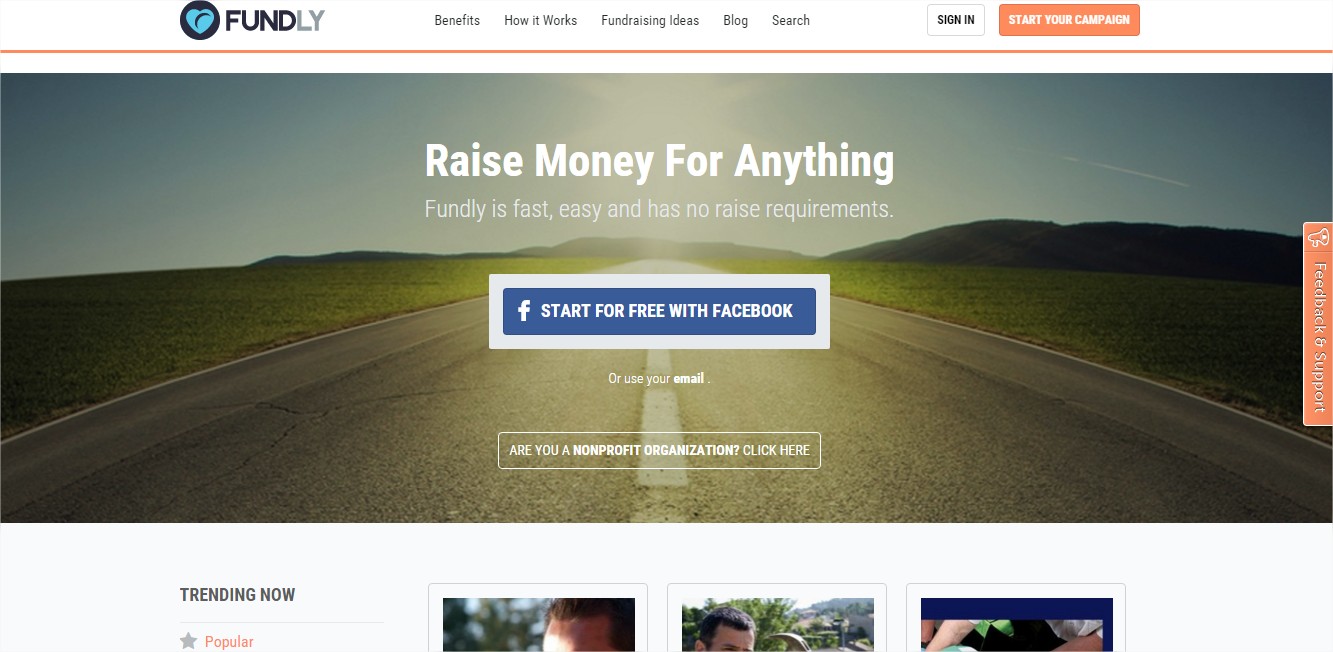 FUNDLY
Benefits How it Works Fundraising Ideas Blog Search
SIGN IN
START YOUR CAMPAIGN
Raise Money For Anything
Fundly is fast, easy and has no raise requirements.
f START FOR FREE WITH FACEBOOK
Or use your email .
ARE YOU A NONPROFIT ORGANIZATION? CLICK HERE
Feedback & Support
TRENDING NOW
Popular